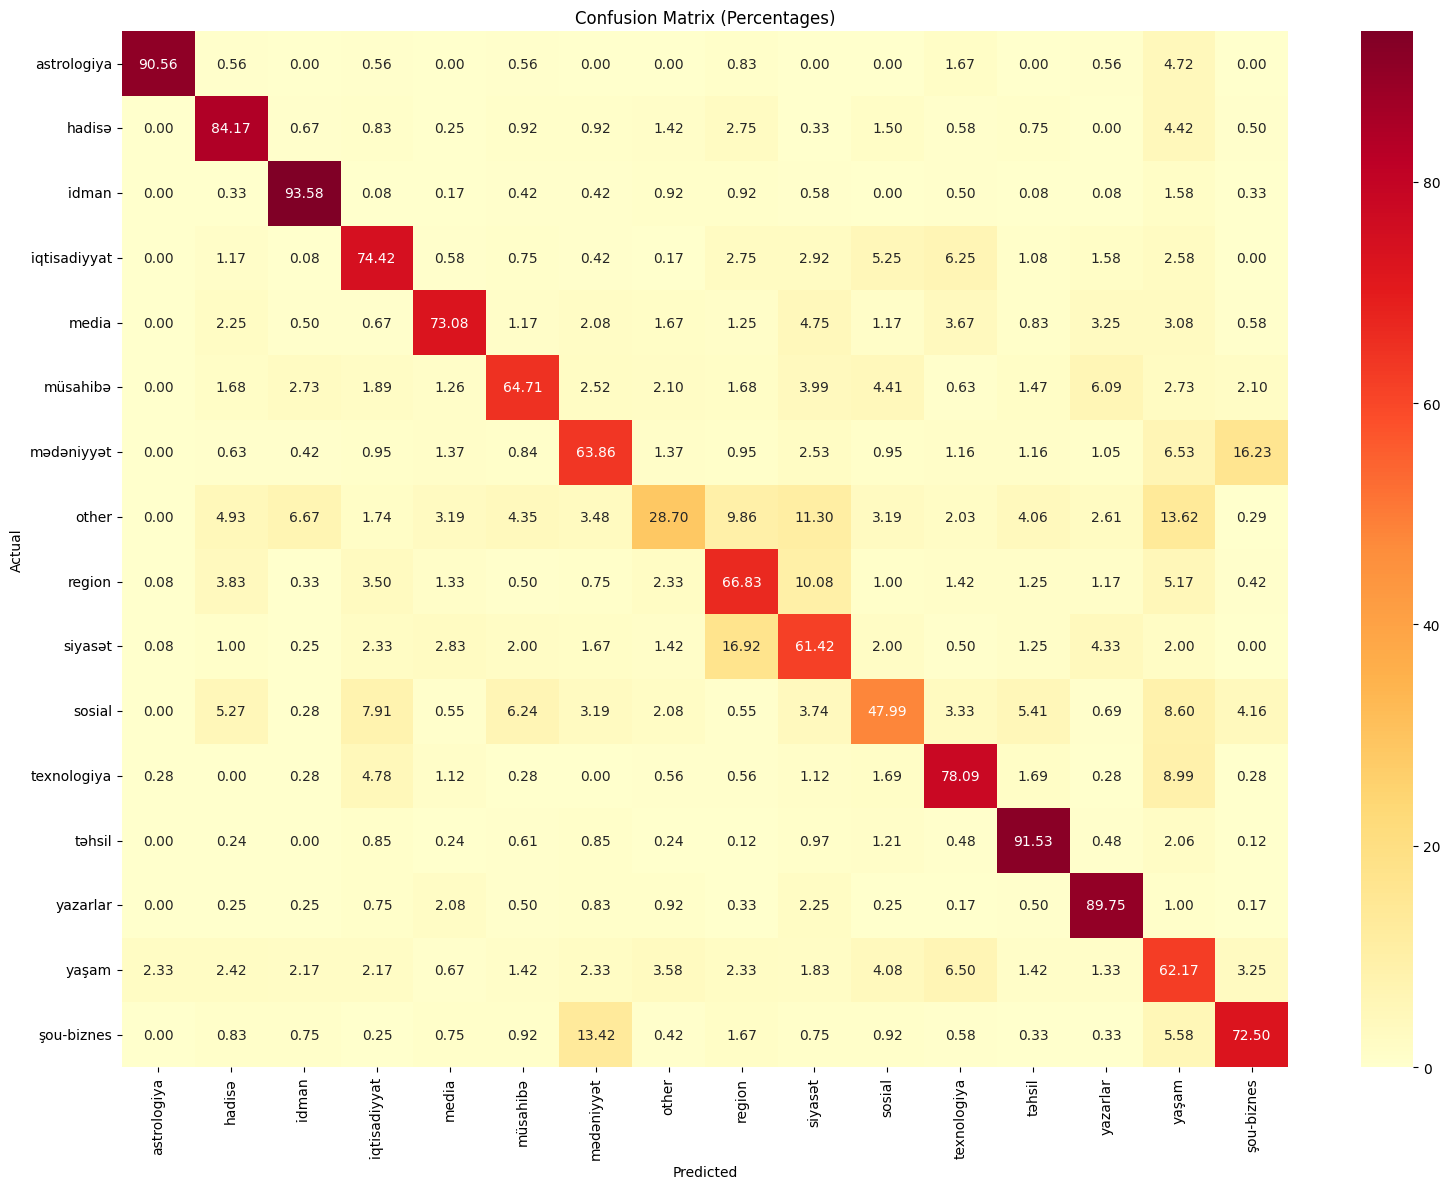 Confusion Matrix (Percentages)
astrologiya 90.56 0.56 0.00 0.56 0.00 0.56 0.00 0.00 0.83 0.00 0.00 1.67 0.00 0.56 4.72 0.00
hadisə 0.00 84.17 0.67 0.83 0.25 0.92 0.92 1.42 2.75 0.33 1.50 0.58 0.75 0.00 4.42 0.50
80
idman 0.00 0.33 93.58 0.08 0.17 0.42 0.42 0.92 0.92 0.58 0.00 0.50 0.08 0.08 1.58 0.33
iqtisadiyyat 0.00 1.17 0.08 74.42 0.58 0.75 0.42 0.17 2.75 2.92 5.25 6.25 1.08 1.58 2.58 0.00
media 0.00 2.25 0.50 0.67 73.08 1.17 2.08 1.67 1.25 4.75 1.17 3.67 0.83 3.25 3.08 0.58
müsahibə 0.00 1.68 2.73 1.89 1.26 64.71 2.52 2.10 1.68 3.99 4.41 0.63 1.47 6.09 2.73 2.10
60
mədəniyyət 0.00 0.63 0.42 0.95 1.37 0.84 63.86 1.37 0.95 2.53 0.95 1.16 1.16 1.05 6.53 16.23
other 0.00 4.93 6.67 1.74 3.19 4.35 3.48 28.70 9.86 11.30 3.19 2.03 4.06 2.61 13.62 0.29
Actual
region 0.08 3.83 0.33 3.50 1.33 0.50 0.75 2.33 66.83 10.08 1.00 1.42 1.25 1.17 5.17 0.42
40
siyasət 0.08 1.00 0.25 2.33 2.83 2.00 1.67 1.42 16.92 61.42 2.00 0.50 1.25 4.33 2.00 0.00
sosial 0.00 5.27 0.28 7.91 0.55 6.24 3.19 2.08 0.55 3.74 47.99 3.33 5.41 0.69 8.60 4.16
texnologiya 0.28 0.00 0.28 4.78 1.12 0.28 0.00 0.56 0.56 1.12 1.69 78.09 1.69 0.28 8.99 0.28
təhsil 0.00 0.24 0.00 0.85 0.24 0.61 0.85 0.24 0.12 0.97 1.21 0.48 91.53 0.48 2.06 0.12
20
yazarlar 0.00 0.25 0.25 0.75 2.08 0.50 0.83 0.92 0.33 2.25 0.25 0.17 0.50 89.75 1.00 0.17
yaşam 2.33 2.42 2.17 2.17 0.67 1.42 2.33 3.58 2.33 1.83 4.08 6.50 1.42 1.33 62.17 3.25
şou-biznes 0.00 0.83 0.75 0.25 0.75 0.92 13.42 0.42 1.67 0.75 0.92 0.58 0.33 0.33 5.58 72.50
0
astrologiya hadisə idman iqtisadiyyat media müsahibə mədəniyyət other region siyasət sosial texnologiya təhsil yazarlar yaşam şou-biznes
Predicted